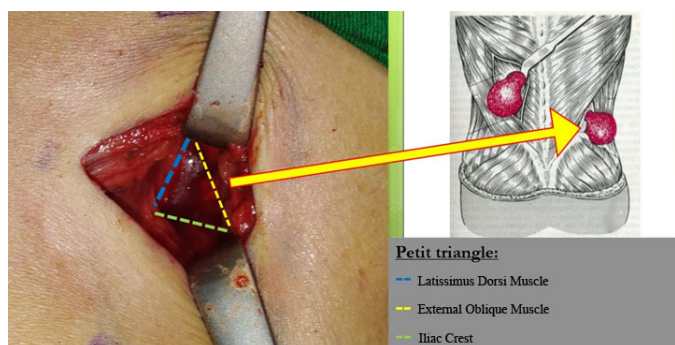 Petit triangle:
Latissimus Dorsi Muscle
External Oblique Muscle
Iliac Crest